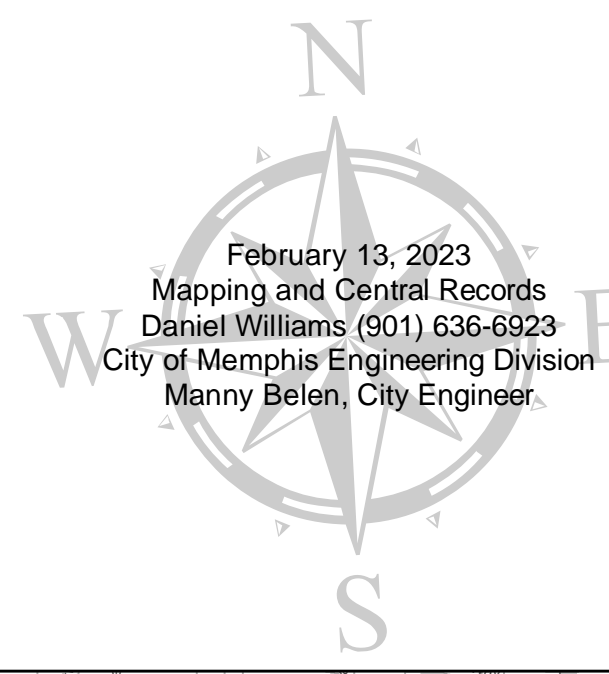 N
February 13, 2023
Mapping and Central Records
Daniel Williams (901) 636-6923
W
E
City of Memphis Engineering Division
Manny Belen, City Engineer
S